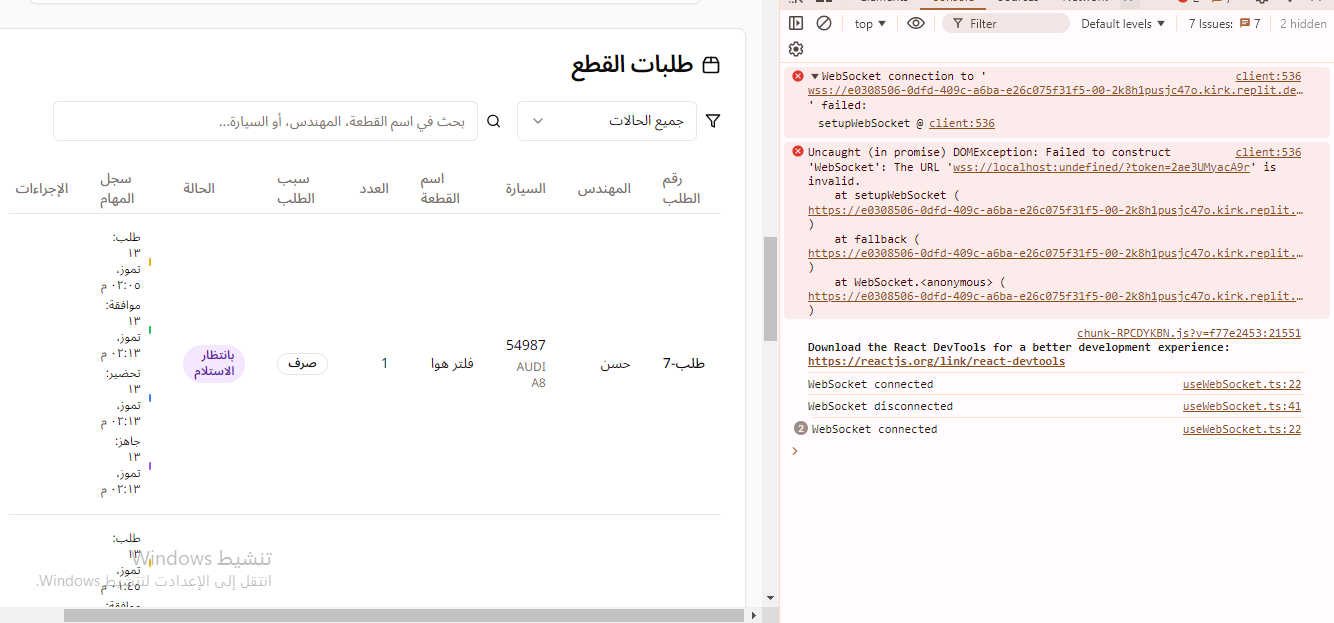 طلبات القطع
جميع الحالات
بحث في اسم القطعة، المهندس، أو السيارة...
رقم الطلب
المهندس
السيارة
اسم القطعة
العدد
سبب الطلب
الحالة
سجل المهام
الإجراءات
طلب-7
حسن
54987
AUDI
A8
فلتر هوا
1
صرف
بانتظار
الاستلام
طلب:
١٣
تموز،
٠٢:٠٥ م
موافقة:
١٣
تموز،
٠٢:١٣ م
تحضير:
١٣
تموز،
٠٢:١٣ م
جاهز:
١٣
تموز،
٠٢:١٣ م
طلب:
١٣
تموز،
٠١:٤٥ م
موافقة:
تنشيط Windows
انتقل إلى الإعدادات لتنشيط Windows.
Console
top
Filter
Default levels
7 Issues:
7
2 hidden
WebSocket connection to '
client:536
wss://e0308506-0dfd-409c-a6ba-e26c075f31f5-00-2k8h1pusjc47o.kirk.replit.de…
' failed:
setupWebSocket @ client:536
Uncaught (in promise) DOMException: Failed to construct
client:536
'WebSocket': The URL 'wss://localhost:undefined/?token=2ae3UMyacA9r' is
invalid.
at setupWebSocket (
https://e0308506-0dfd-409c-a6ba-e26c075f31f5-00-2k8h1pusjc47o.kirk.replit.…
)
at fallback (
https://e0308506-0dfd-409c-a6ba-e26c075f31f5-00-2k8h1pusjc47o.kirk.replit.…
)
at WebSocket.<anonymous> (
https://e0308506-0dfd-409c-a6ba-e26c075f31f5-00-2k8h1pusjc47o.kirk.replit.…
)
chunk-RPCDYKBN.js?v=f77e2453:21551
Download the React DevTools for a better development experience:
https://reactjs.org/link/react-devtools
WebSocket connected
useWebSocket.ts:22
WebSocket disconnected
useWebSocket.ts:41
2 WebSocket connected
useWebSocket.ts:22